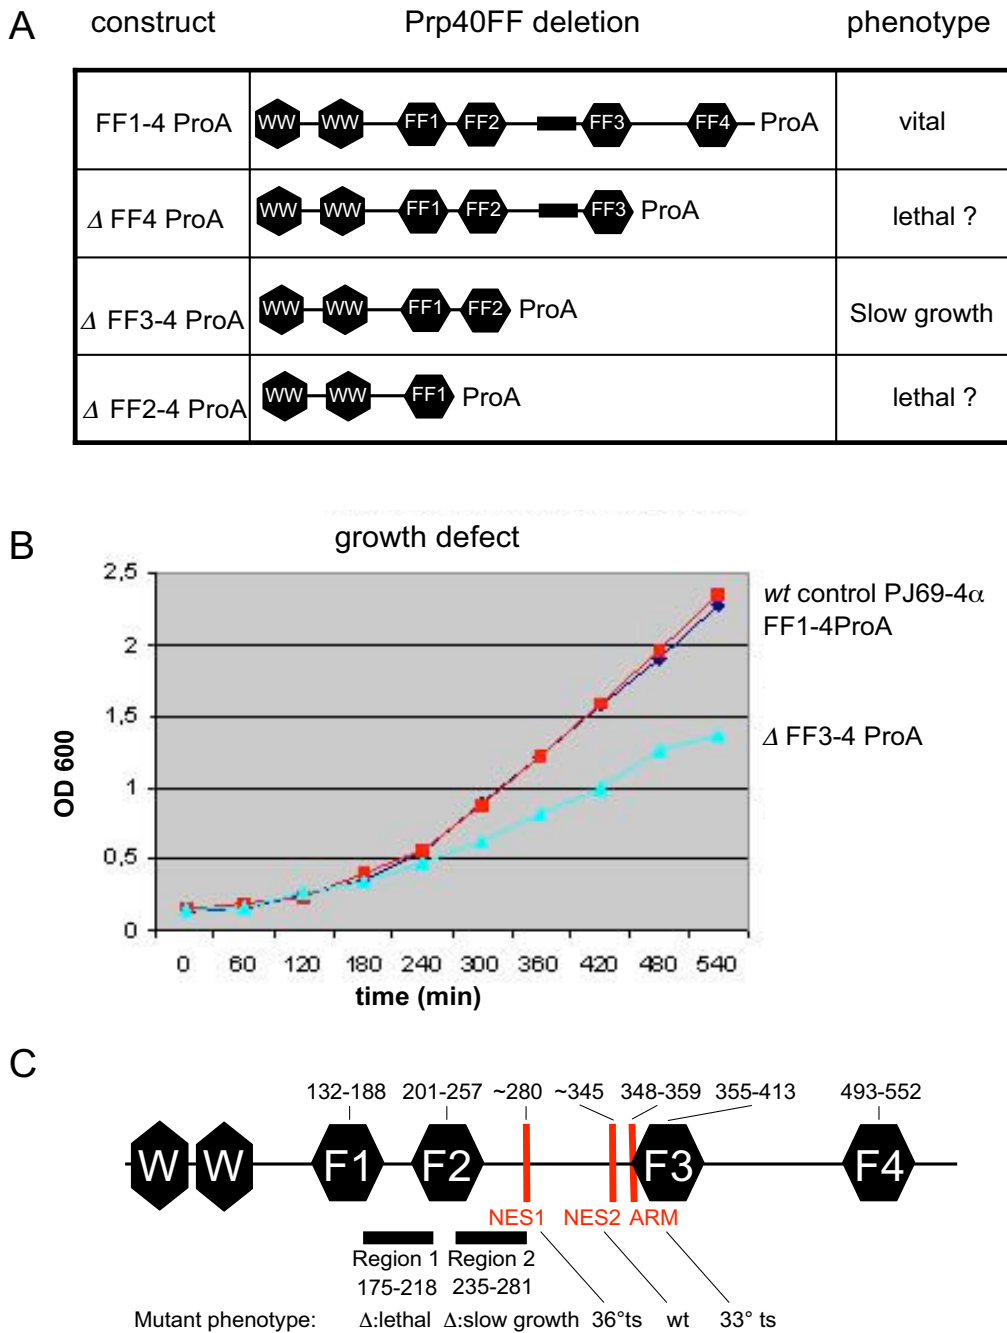 A construct Prp40FF deletion phenotype
FF1-4 ProA WW WW FF1 FF2 FF3 FF4 ProA vital
Δ FF4 ProA WW WW FF1 FF2 FF3 ProA lethal ?
Δ FF3-4 ProA WW WW FF1 FF2 ProA Slow growth
Δ FF2-4 ProA WW WW FF1 ProA lethal ?
B growth defect
2,5
2
1,5
1
0,5
0
OD 600
0 60 120 180 240 300 360 420 480 540
time (min)
wt control PJ69-4α
FF1-4ProA
Δ FF3-4 ProA
C
132-188 201-257 ~280 ~345 348-359 355-413 493-552
W W F1 F2 F3 F4
NES1 NES2 ARM
Region 1 Region 2
175-218 235-281
Mutant phenotype: Δ:lethal Δ:slow growth 36°ts wt 33° ts